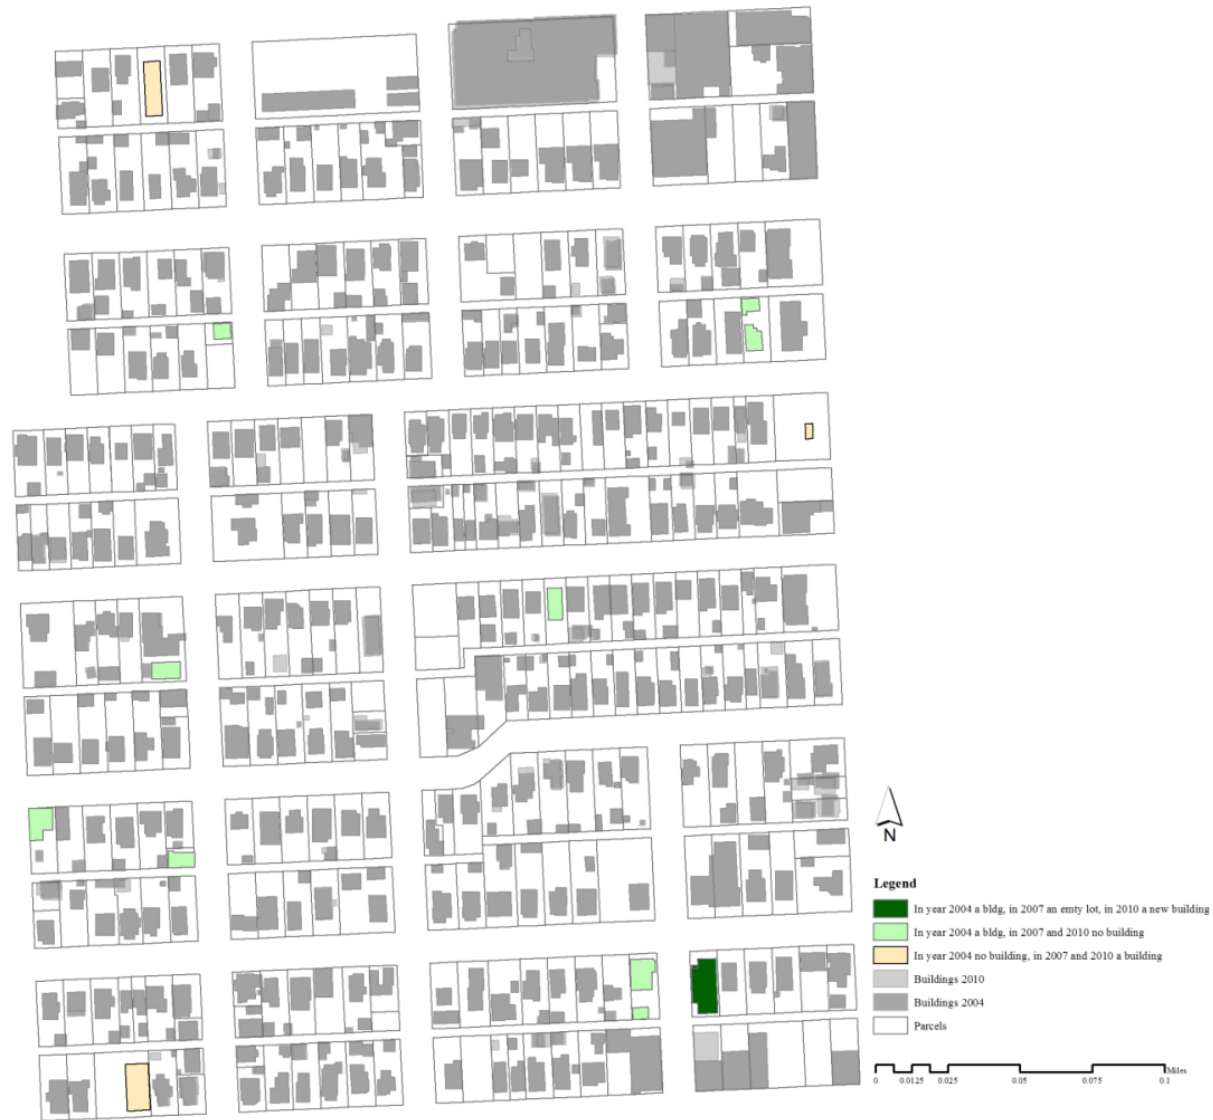 N
Legend
In year 2004 a bldg, in 2007 an emty lot, in 2010 a new building
In year 2004 a bldg, in 2007 and 2010 no building
In year 2004 no building, in 2007 and 2010 a building
Buildings 2010
Buildings 2004
Parcels
Miles
0 0.0125 0.025 0.05 0.075 0.1